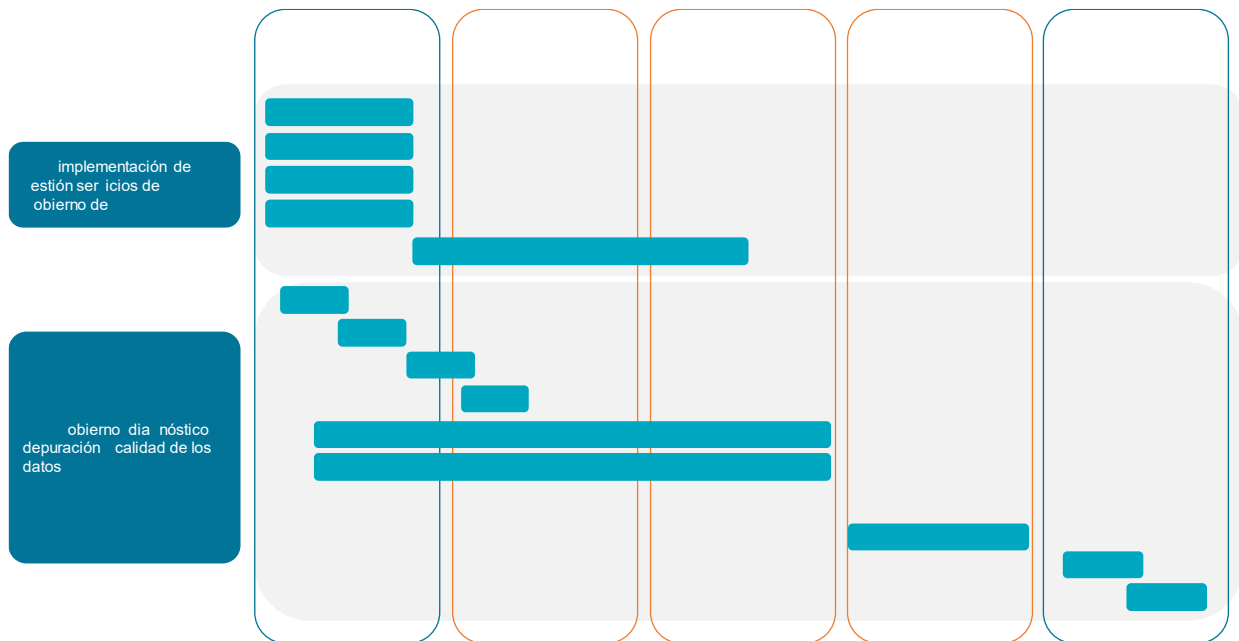 implementación de
estión ser icios de
obierno de
obierno dia nóstico
depuración calidad de los
datos